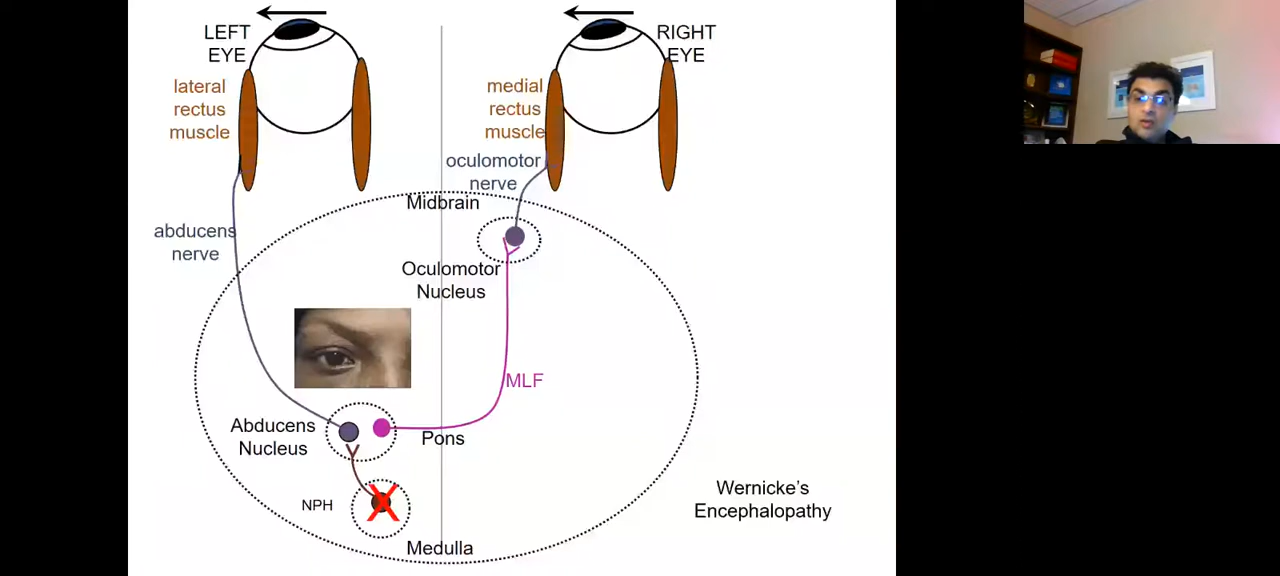 LEFT
EYE
RIGHT
EYE
lateral
rectus
muscle
medial
rectus
muscle
oculomotor
nerve
Midbrain
abducens
nerve
Oculomotor
Nucleus
MLF
Abducens
Nucleus
Pons
NPH
Wernicke's
Encephalopathy
Medulla